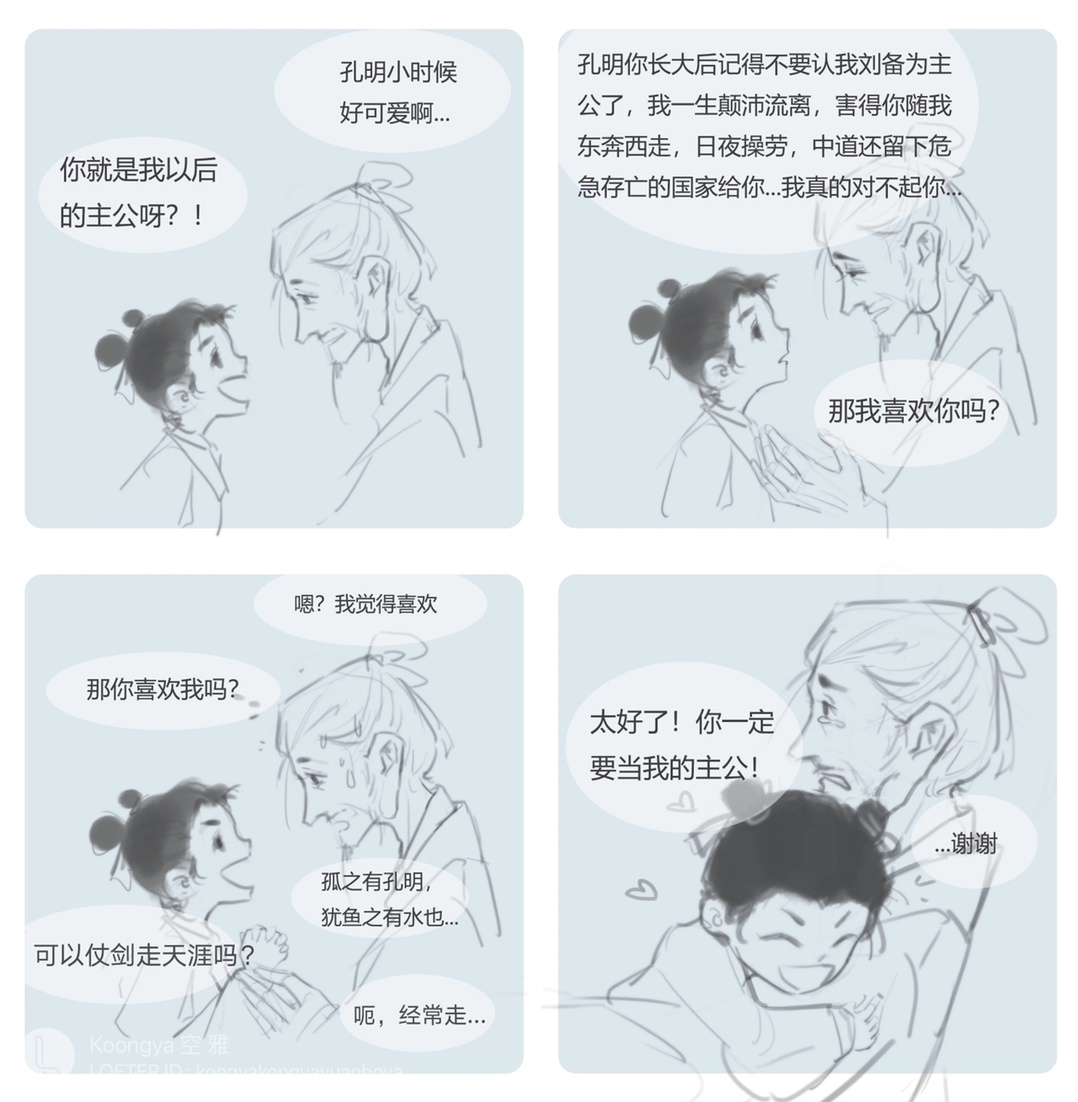 孔明小时候
好可爱啊...
你就是我以后
的主公呀？！
孔明你长大后记得不要认我刘备为主
公了，我一生颠沛流离，害得你随我
东奔西走，日夜操劳，中道还留下危
急存亡的国家给你...我真的对不起你...
那我喜欢你吗？
嗯？我觉得喜欢
那你喜欢我吗？
孤之有孔明，
犹鱼之有水也...
可以仗剑走天涯吗？
呃，经常走...
Koongya 空雅
LOFTER ID : kongyakongyayuanboya
太好了！你一定
要当我的主公！
...谢谢